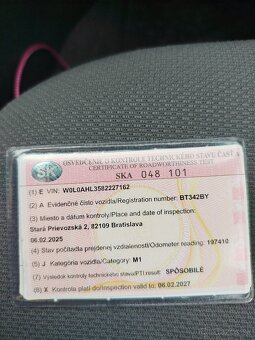 SK
OSVEDČENIE O KONTROLE TECHNICKÉHO STAVU ČASŤ A
CERTIFICATE OF ROADWORTHINESS TEST
SKA 048 101
(1) E VIN: W0L0AHL3582227162
(2) A Evidenčné číslo vozidla/Registration number: BT342BY
(3) Miesto a dátum kontroly/Place and date of inspection:
Stará Prievozská 2, 82109 Bratislava
06.02.2025
(4) Stav počítadla prejdenej vzdialenosti/Odometer reading: 197410
(5) J Kategória vozidla/Category: M1
(7) Výsledok kontroly technického stavu/PTI result: SPÔSOBILÉ
(8) X Kontrola platí do/Inspection valid to: 06.02.2027